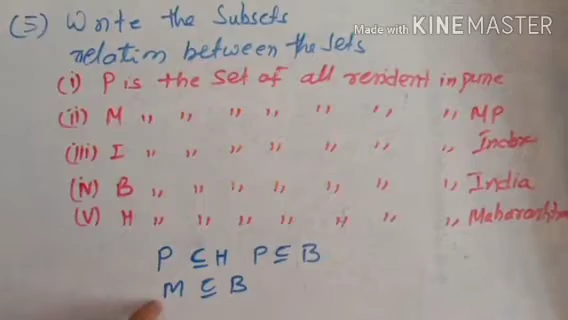 Made with KINEMASTER
(5) Write the Subsets
relation between the sets
(i) P is the set of all resident in pune
(ii) M ,, ,, ,, ,, ,, ,, ,, MP
(iii) I ,, ,, ,, ,, ,, ,, ,, Indor
(iv) B ,, ,, ,, ,, ,, ,, ,, India
(v) H ,, ,, ,, ,, ,, ,, ,, Maharashtra
P ⊆ H P ⊆ B
M ⊆ B